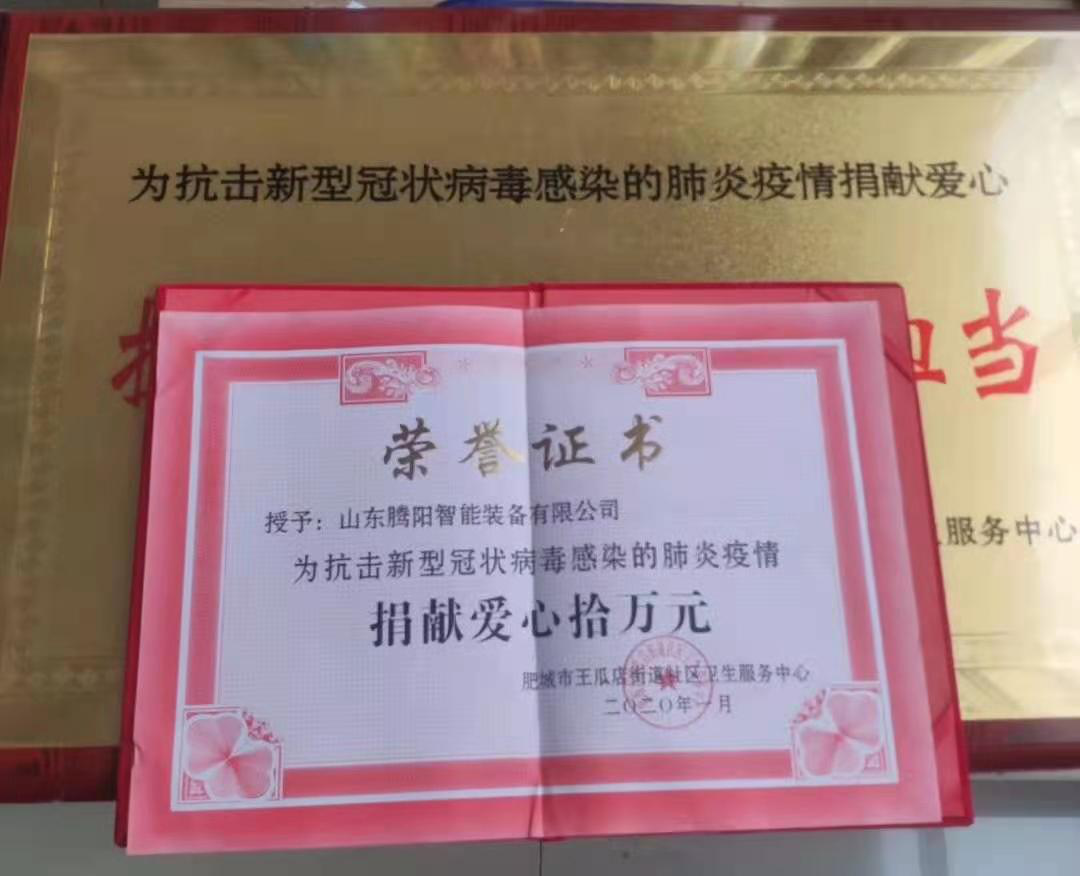 为抗击新型冠状病毒感染的肺炎疫情捐献爱心
当
服务中心
荣誉证书
授予：山东腾阳智能装备有限公司
为抗击新型冠状病毒感染的肺炎疫情
捐献爱心拾万元
肥城市王瓜店街道社区卫生服务中心
二〇二〇年一月